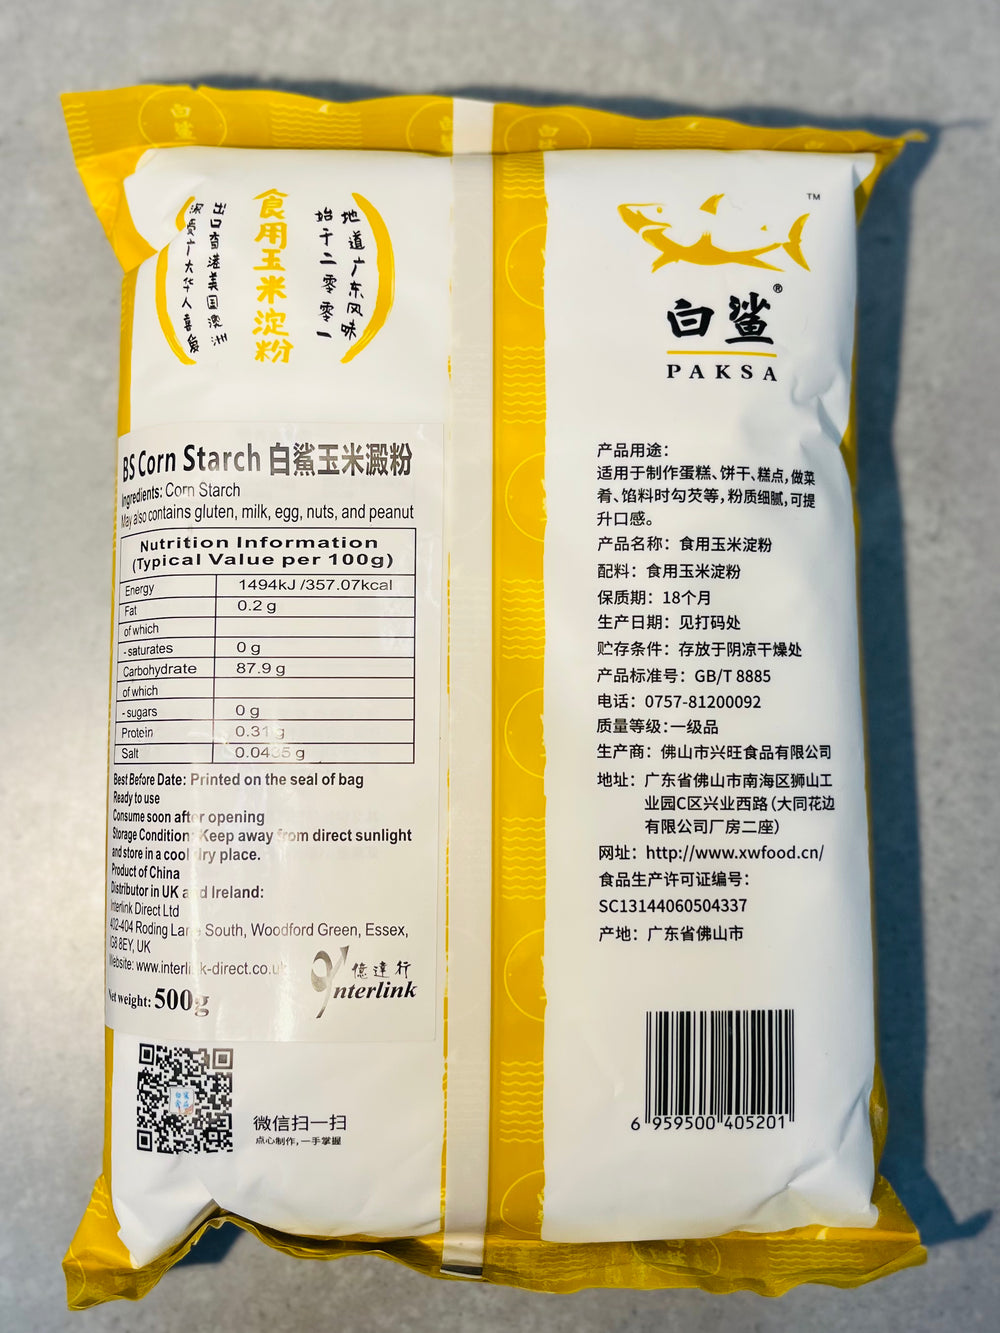 地道广东风味
始于二零零一
食用玉米淀粉
出口香港美国澳洲
深受广大华人喜爱
BS Corn Starch 白鯊玉米澱粉
Ingredients: Corn Starch
May also contains gluten, milk, egg, nuts, and peanut
Nutrition Information
(Typical Value per 100g)
Energy 1494kJ /357.07kcal
Fat 0.2 g
of which
- saturates 0 g
Carbohydrate 87.9 g
of which
- sugars 0 g
Protein 0.31 g
Salt 0.0435 g
Best Before Date: Printed on the seal of bag
Ready to use
Consume soon after opening
Storage Condition: Keep away from direct sunlight
and store in a cool dry place.
Product of China
Distributor in UK and Ireland:
Interlink Direct Ltd
402-404 Roding Lane South, Woodford Green, Essex,
IG8 8EY, UK
Website: www.interlink-direct.co.uk
Net weight: 500g
億達行
Interlink
微信扫一扫
点心制作，一手掌握
TM
白鲨®
PAKSA
产品用途：
适用于制作蛋糕、饼干、糕点，做菜
肴、馅料时勾芡等，粉质细腻，可提
升口感。
产品名称：食用玉米淀粉
配料：食用玉米淀粉
保质期：18个月
生产日期：见打码处
贮存条件：存放于阴凉干燥处
产品标准号：GB/T 8885
电话：0757-81200092
质量等级：一级品
生产商：佛山市兴旺食品有限公司
地址：广东省佛山市南海区狮山工
业园C区兴业西路（大同花边
有限公司厂房二座）
网址：http://www.xwfood.cn/
食品生产许可证编号：
SC13144060504337
产地：广东省佛山市
6 959500 405201